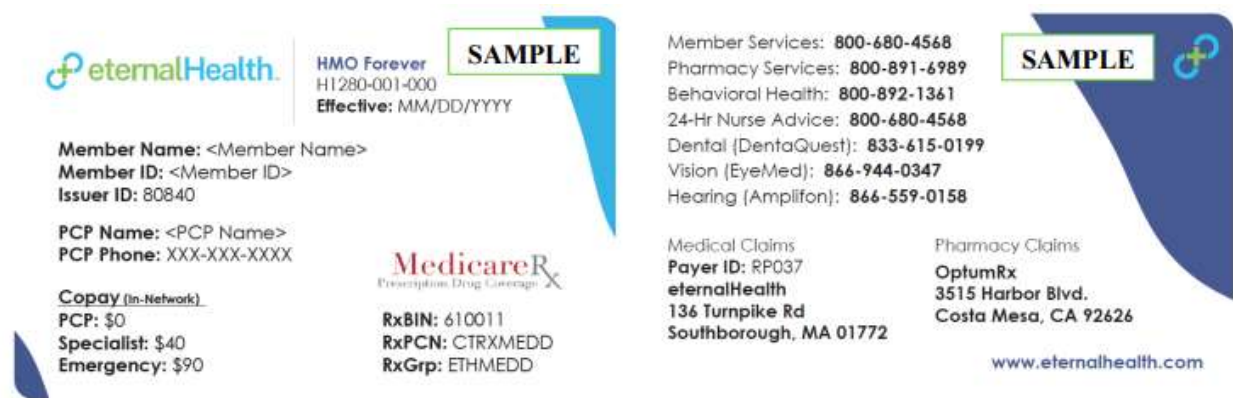 eternalHealth.
HMO Forever
H1280-001-000
Effective: MM/DD/YYYY
SAMPLE
Member Name: <Member Name>
Member ID: <Member ID>
Issuer ID: 80840
PCP Name: <PCP Name>
PCP Phone: XXX-XXX-XXXX
Copay (In-Network)
PCP: $0
Specialist: $40
Emergency: $90
MedicareRx
Prescription Drug Coverage
RxBIN: 610011
RxPCN: CTRXMEDD
RxGrp: ETHMEDD
Member Services: 800-680-4568
Pharmacy Services: 800-891-6989
Behavioral Health: 800-892-1361
24-Hr Nurse Advice: 800-680-4568
Dental (DentaQuest): 833-615-0199
Vision (EyeMed): 866-944-0347
Hearing (Amplifon): 866-559-0158
SAMPLE
Medical Claims
Payer ID: RP037
eternalHealth
136 Turnpike Rd
Southborough, MA 01772
Pharmacy Claims
OptumRx
3515 Harbor Blvd.
Costa Mesa, CA 92626
www.eternalhealth.com